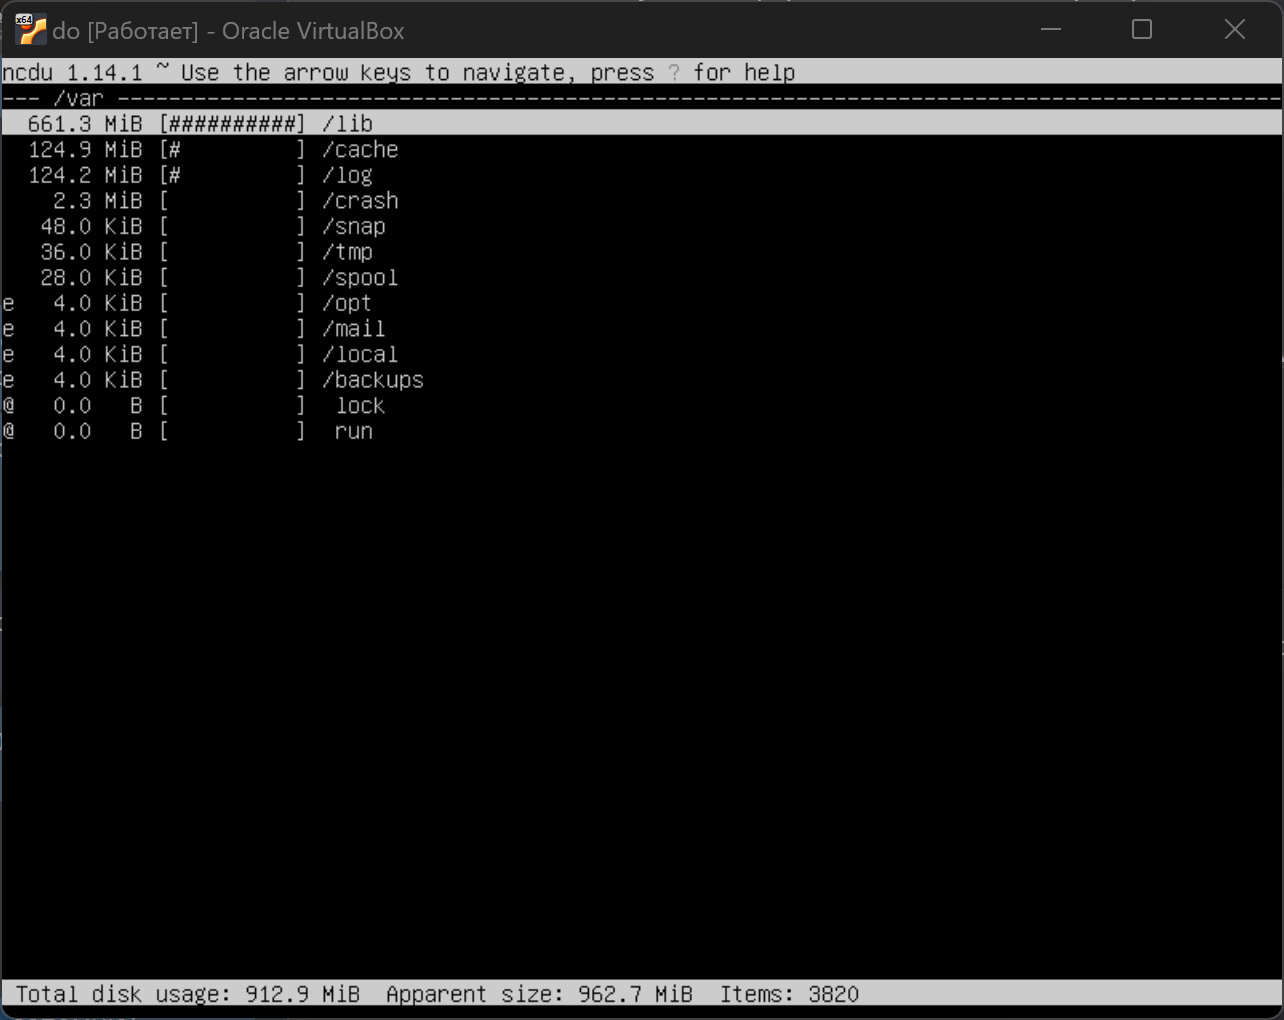 x64 do [Работает] - Oracle VirtualBox
ncdu 1.14.1 ~ Use the arrow keys to navigate, press ? for help
--- /var -------------------------------------------------------------------------------------------
661.3 MiB [##########] /lib
124.9 MiB [#         ] /cache
124.2 MiB [#         ] /log
2.3 MiB [          ] /crash
48.0 KiB [          ] /snap
36.0 KiB [          ] /tmp
28.0 KiB [          ] /spool
e   4.0 KiB [          ] /opt
e   4.0 KiB [          ] /mail
e   4.0 KiB [          ] /local
e   4.0 KiB [          ] /backups
@   0.0   B [          ]  lock
@   0.0   B [          ]  run
Total disk usage: 912.9 MiB  Apparent size: 962.7 MiB  Items: 3820